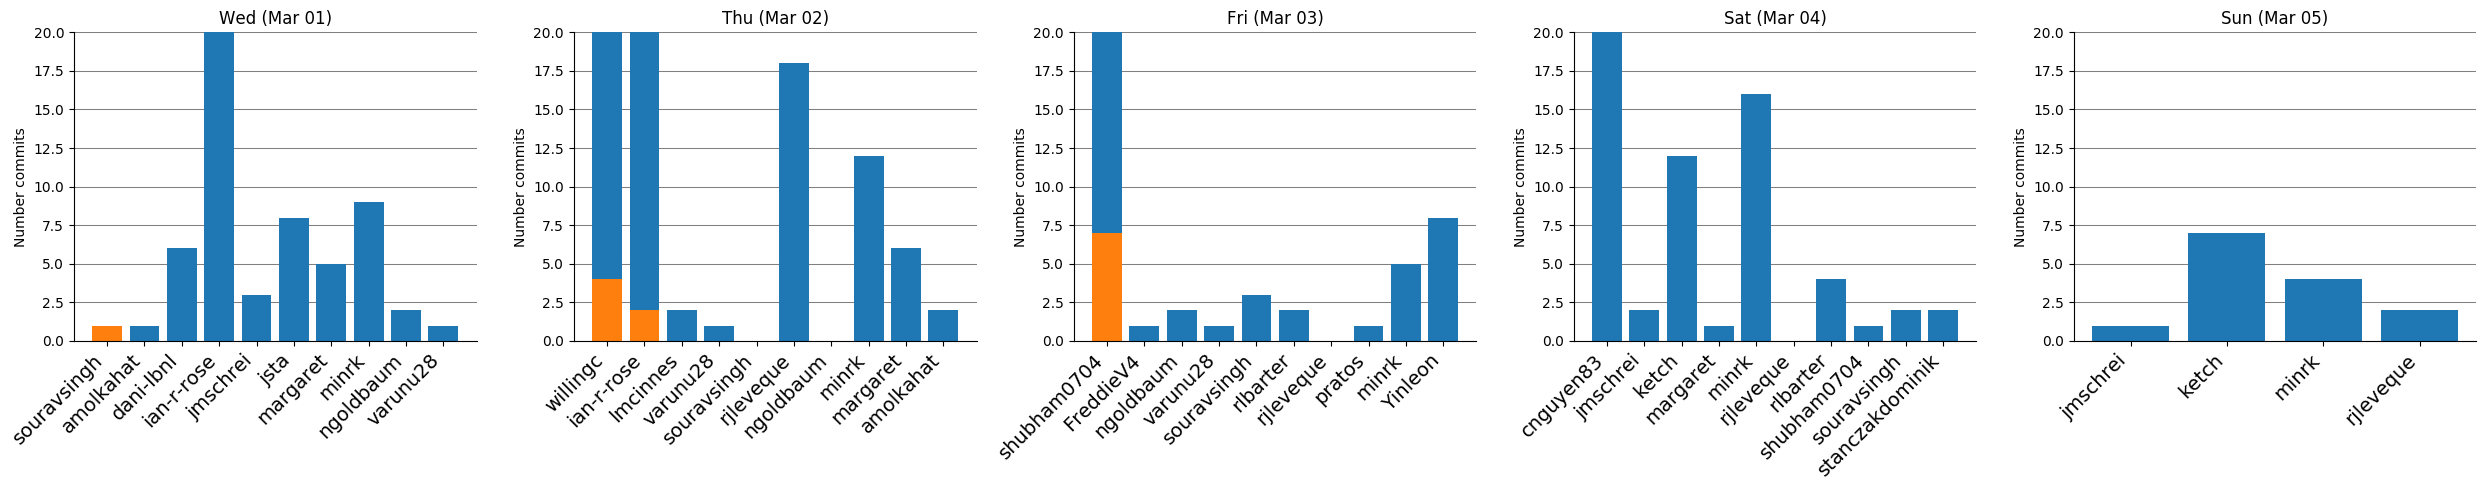 Wed (Mar 01)
Number commits
20.0
17.5
15.0
12.5
10.0
7.5
5.0
2.5
0.0
souravsingh
amolkahat
dani-lbnl
ian-r-rose
jmschrei
jsta
margaret
minrk
ngoldbaum
varunu28
Thu (Mar 02)
Number commits
20.0
17.5
15.0
12.5
10.0
7.5
5.0
2.5
0.0
willingc
ian-r-rose
lmcinnes
varunu28
souravsingh
rjleveque
ngoldbaum
minrk
margaret
amolkahat
Fri (Mar 03)
Number commits
20.0
17.5
15.0
12.5
10.0
7.5
5.0
2.5
0.0
shubham0704
FreddieV4
ngoldbaum
varunu28
souravsingh
rlbarter
rjleveque
pratos
minrk
Yinleon
Sat (Mar 04)
Number commits
20.0
17.5
15.0
12.5
10.0
7.5
5.0
2.5
0.0
cnguyen83
jmschrei
ketch
margaret
minrk
rjleveque
rlbarter
shubham0704
souravsingh
stanczakdominik
Sun (Mar 05)
Number commits
20.0
17.5
15.0
12.5
10.0
7.5
5.0
2.5
0.0
jmschrei
ketch
minrk
rjleveque